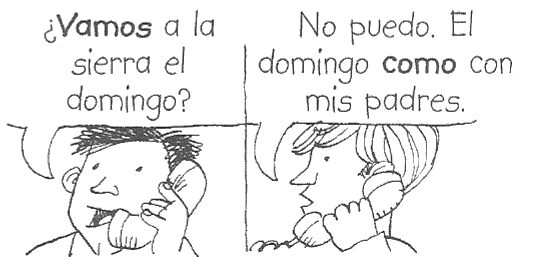 ¿Vamos a la
sierra el
domingo?
No puedo. El
domingo como con
mis padres.